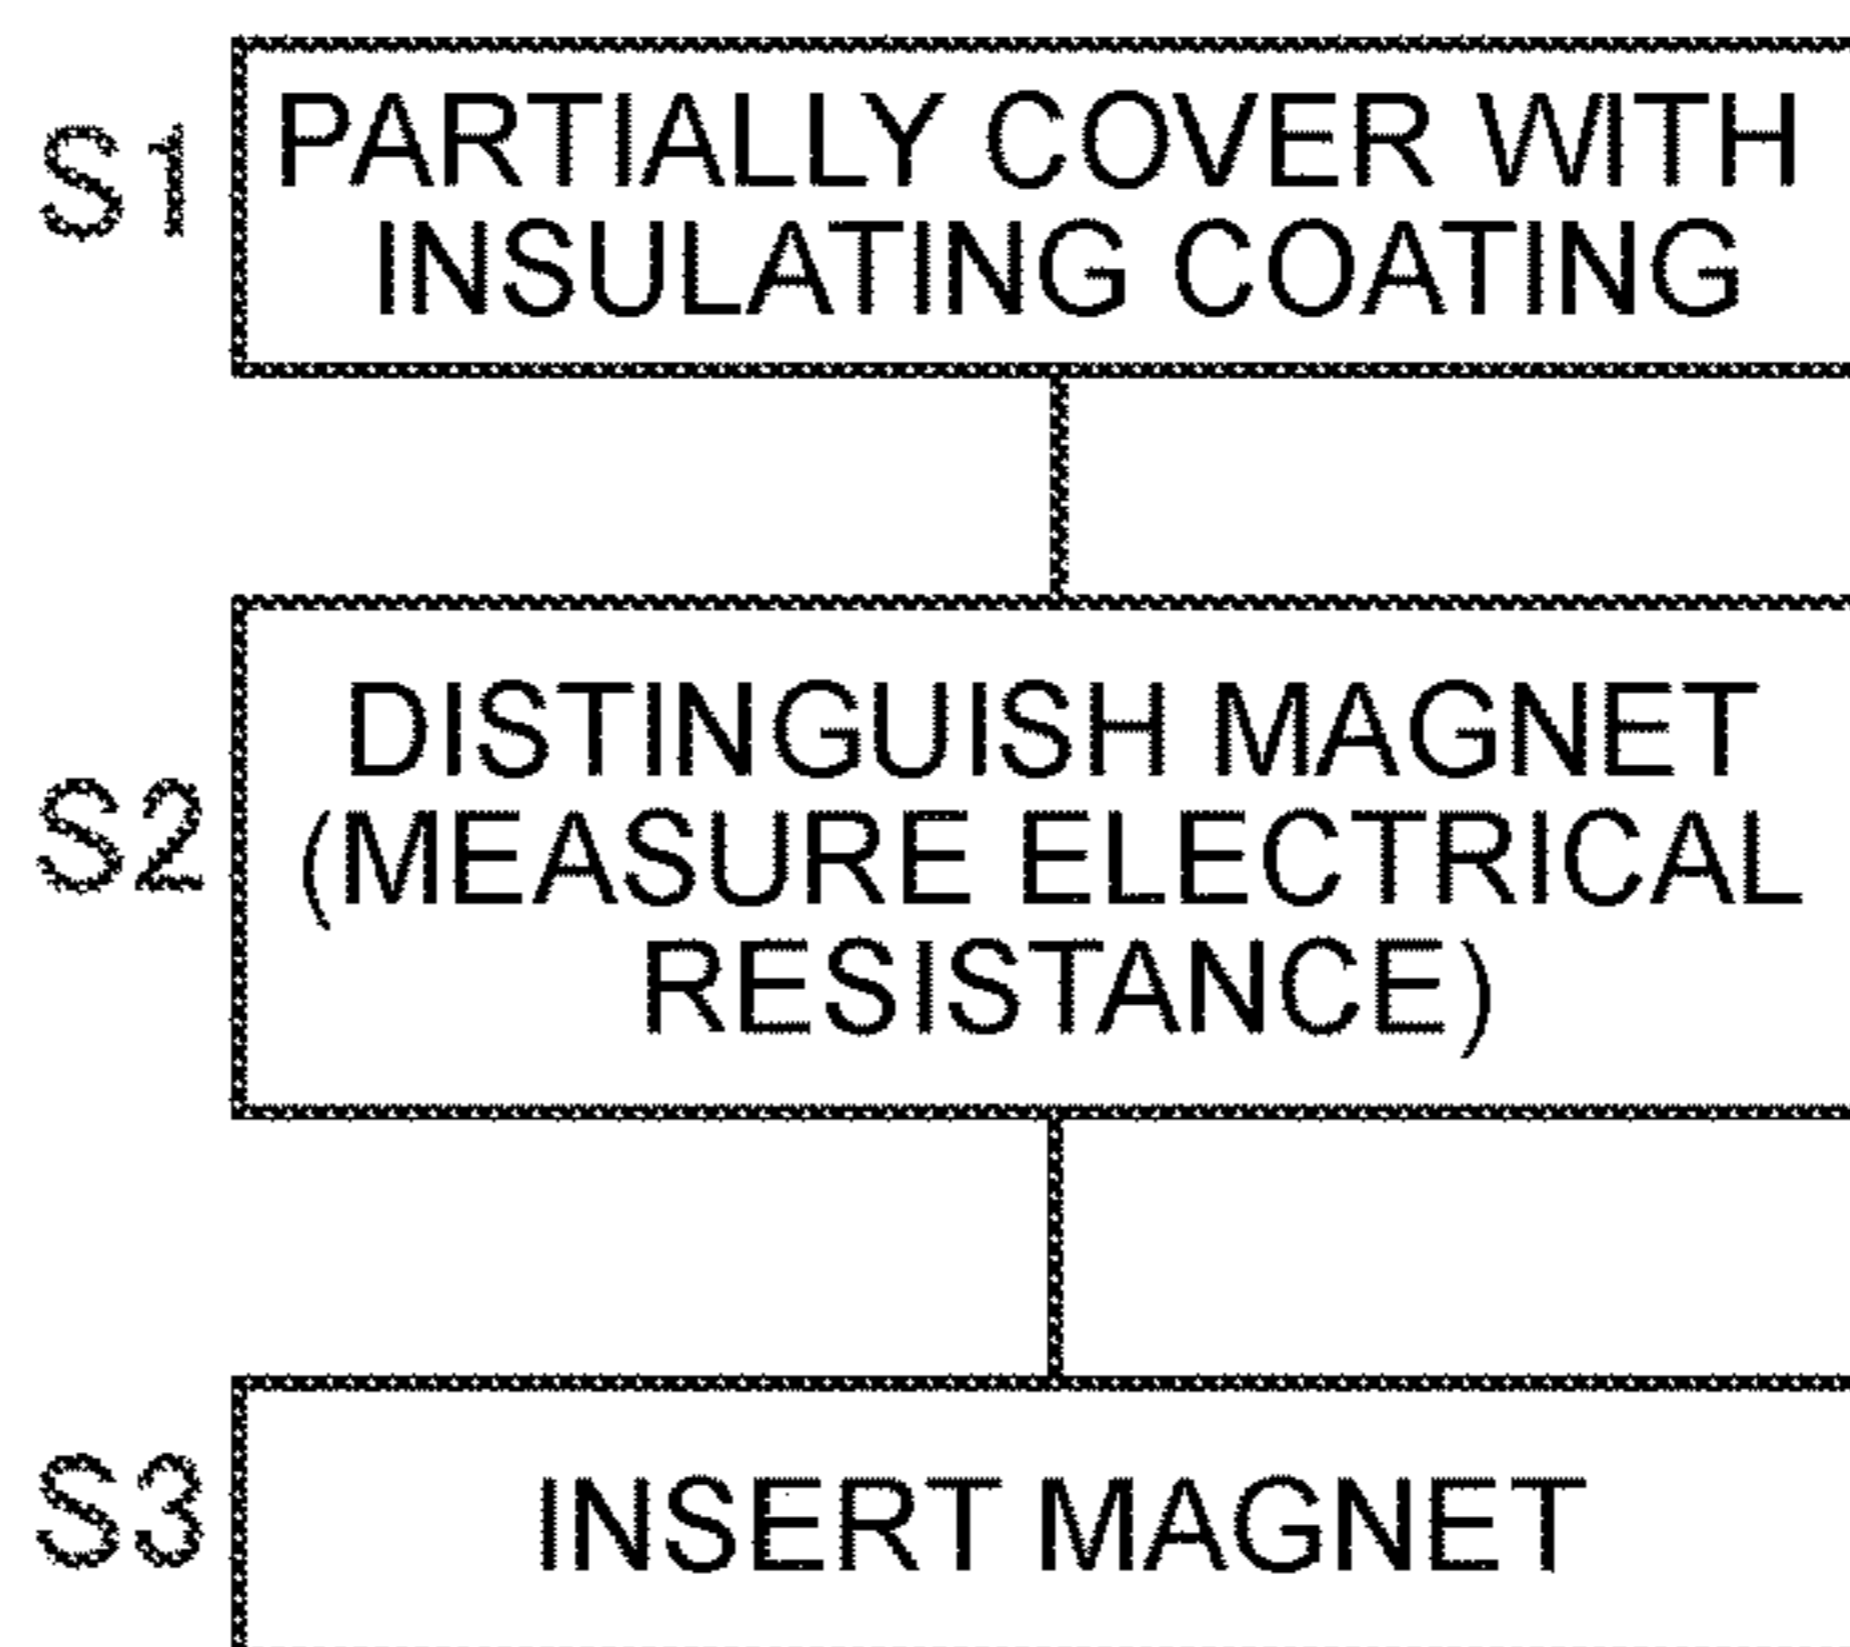 S1
PARTIALLY COVER WITH
INSULATING COATING
S2
DISTINGUISH MAGNET
(MEASURE ELECTRICAL
RESISTANCE)
S3
INSERT MAGNET